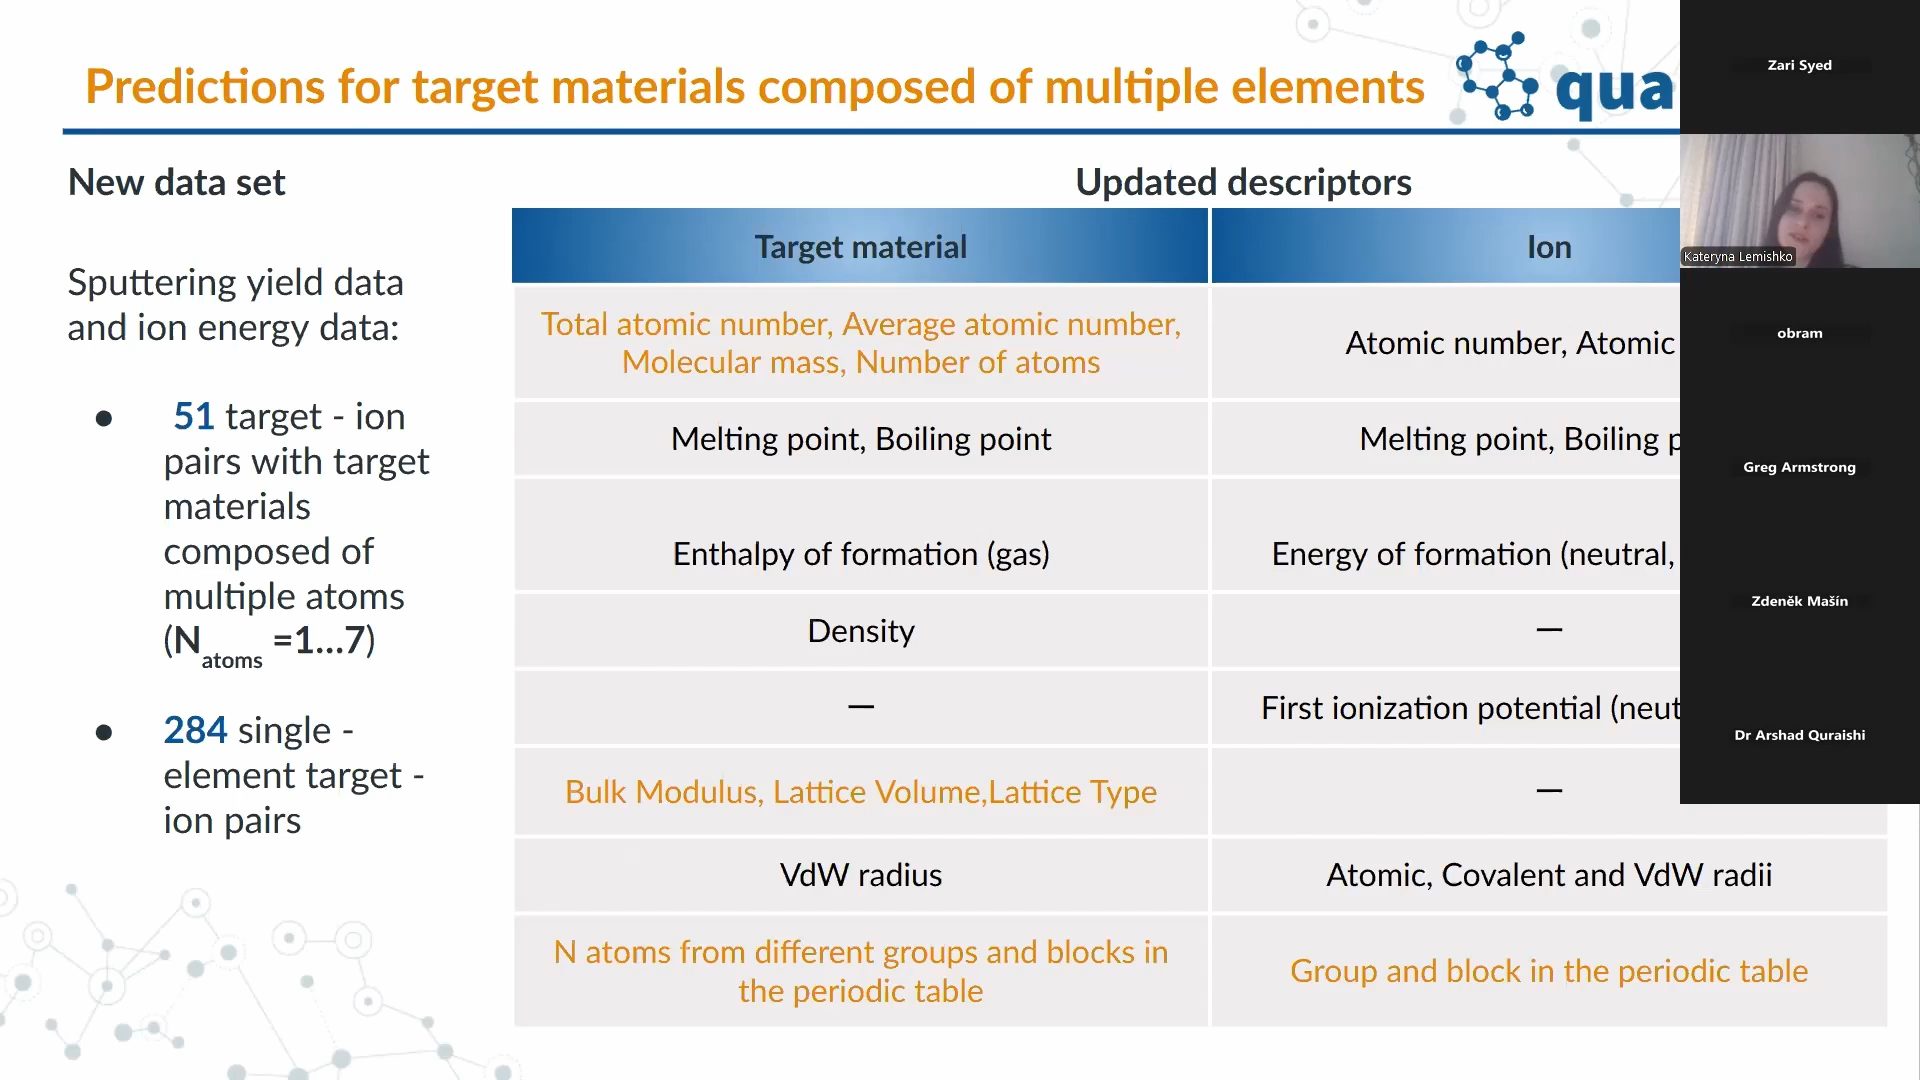 Predictions for target materials composed of multiple elements
qua
New data set
Sputtering yield data
and ion energy data:
● 51 target - ion
pairs with target
materials
composed of
multiple atoms
(Natoms =1...7)
● 284 single -
element target -
ion pairs
Updated descriptors
Target material
Ion
Total atomic number, Average atomic number,
Molecular mass, Number of atoms
Atomic number, Atomic
Melting point, Boiling point
Melting point, Boiling p
Enthalpy of formation (gas)
Energy of formation (neutral,
Density
—
—
First ionization potential (neut
Bulk Modulus, Lattice Volume,Lattice Type
—
VdW radius
Atomic, Covalent and VdW radii
N atoms from different groups and blocks in
the periodic table
Group and block in the periodic table
Zari Syed
Kateryna Lemishko
obram
Greg Armstrong
Zdeněk Mašín
Dr Arshad Quraishi